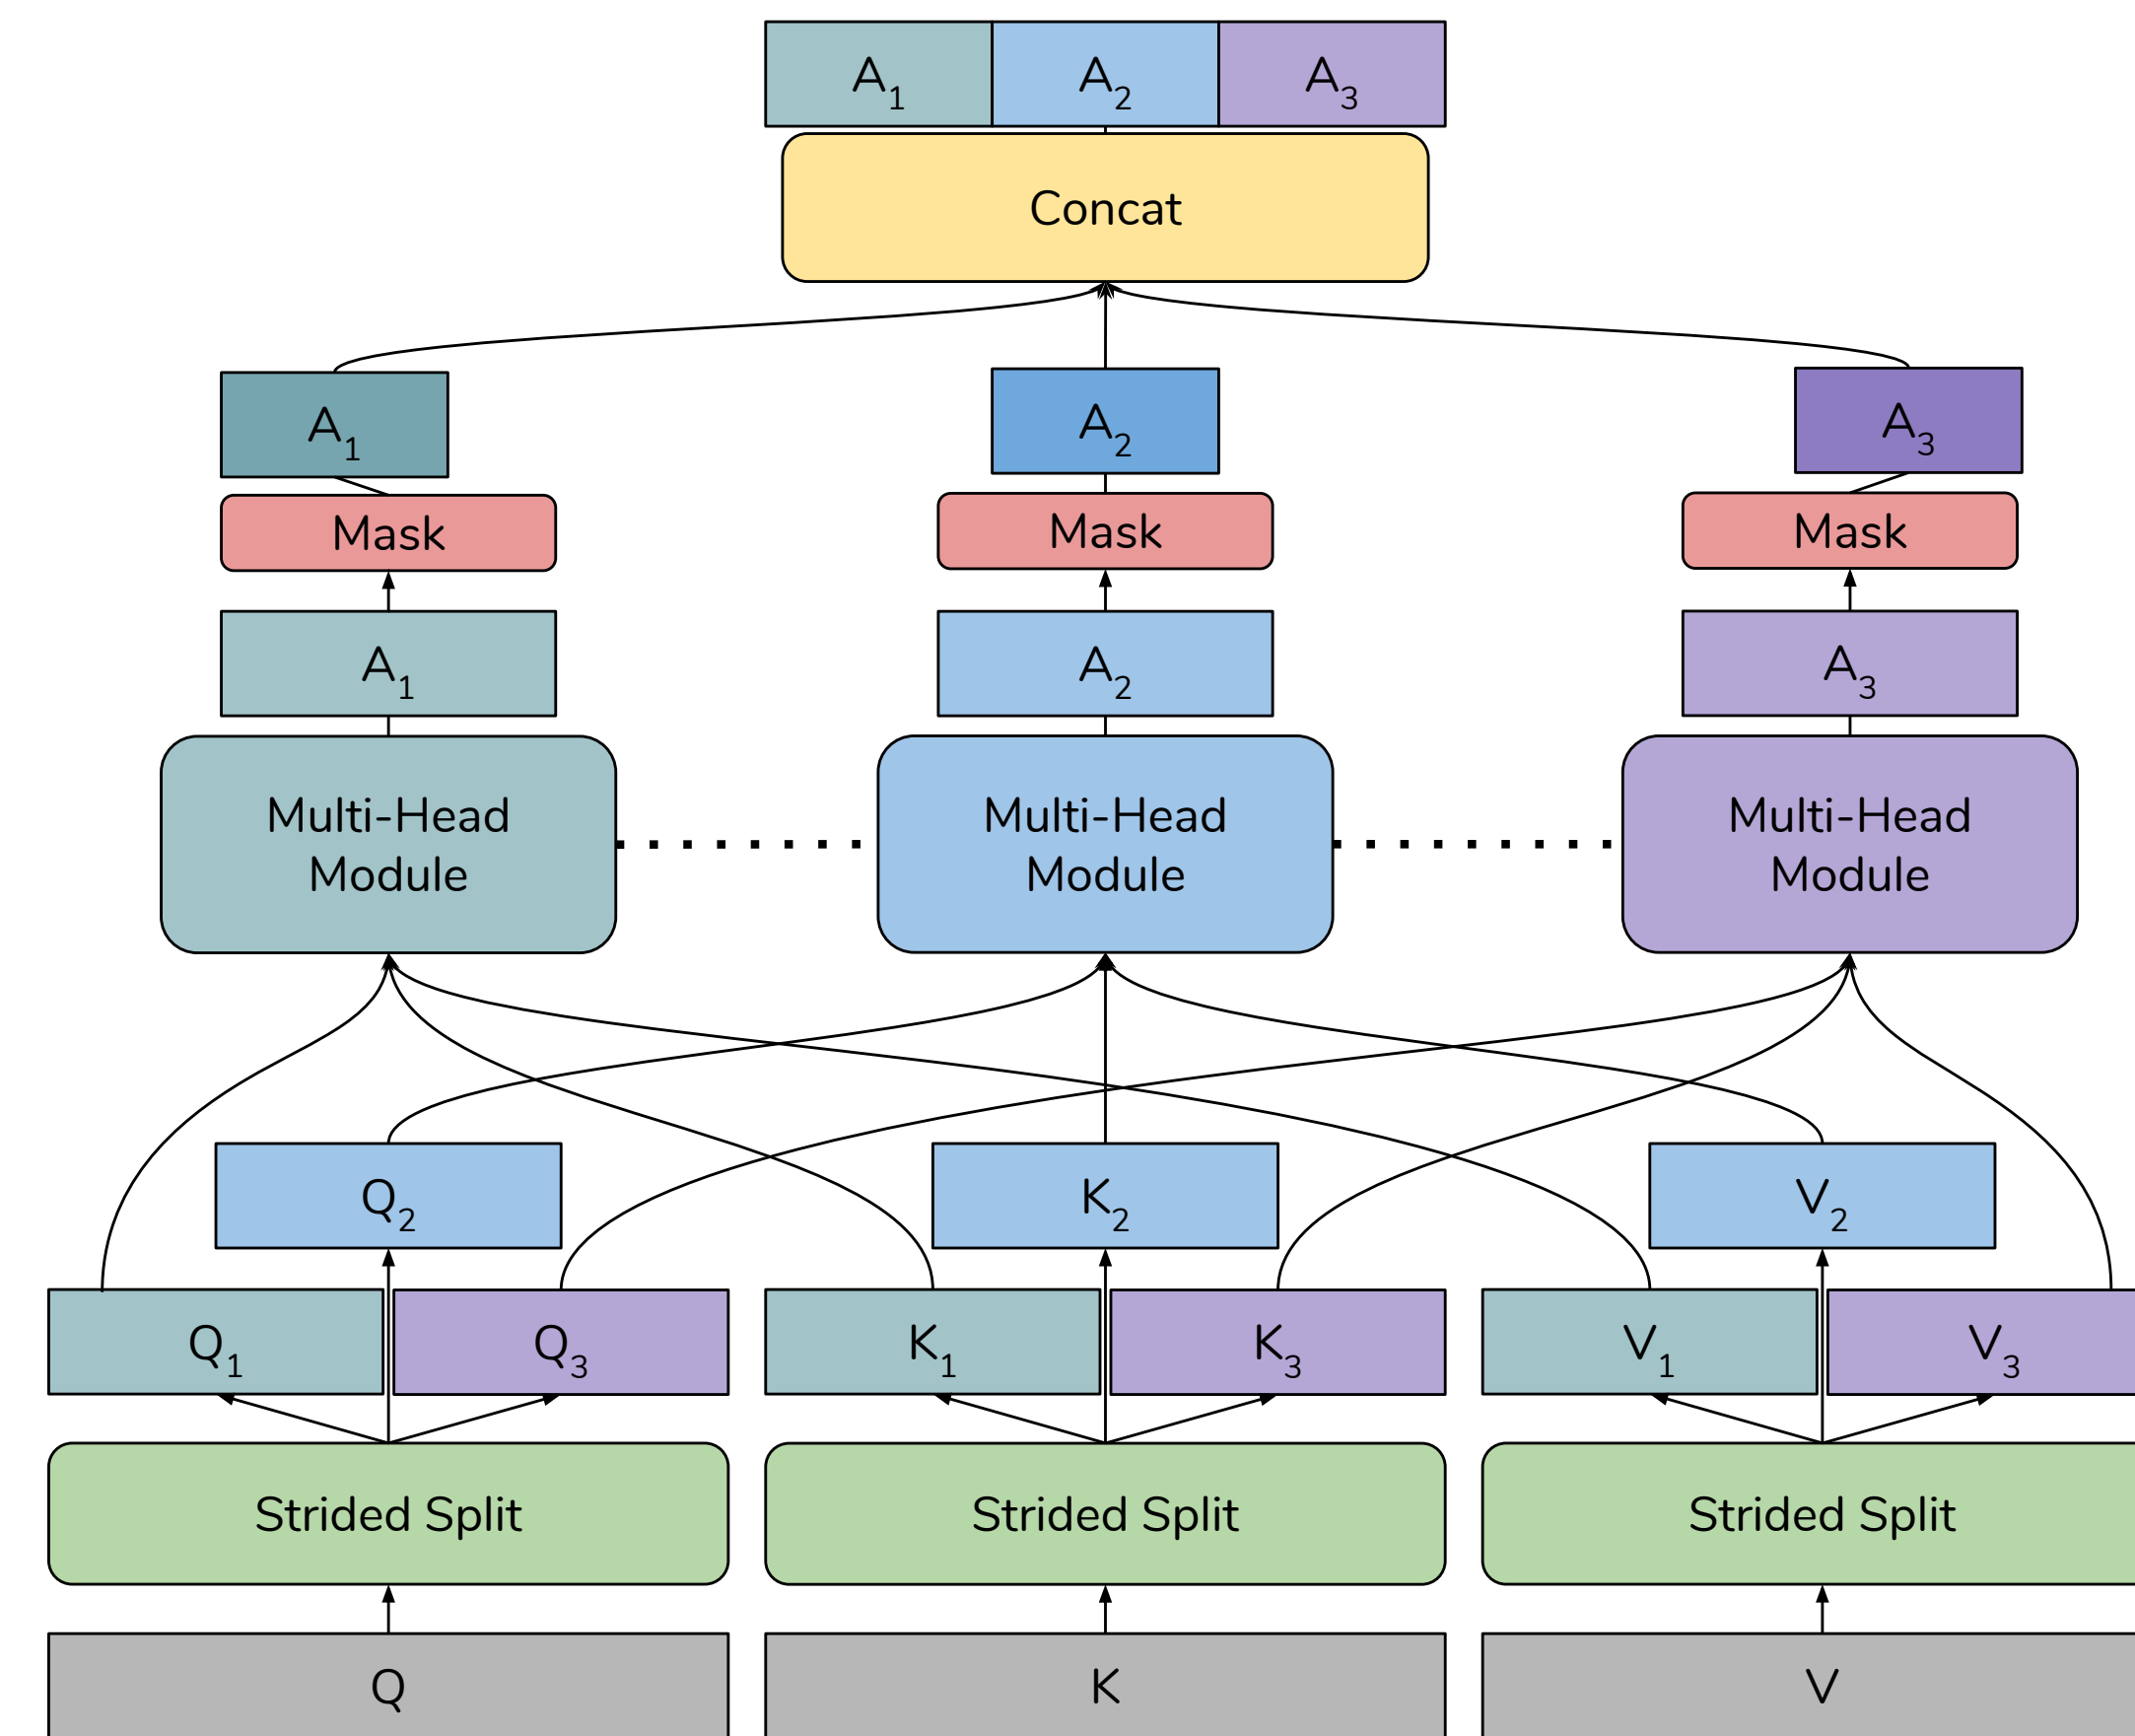 A₁ A₂ A₃
Concat
A₁ A₂ A₃
Mask Mask Mask
A₁ A₂ A₃
Multi-Head Multi-Head Multi-Head
Module Module Module
Q₂ K₂ V₂
Q₁ Q₃ K₁ K₃ V₁ V₃
Strided Split Strided Split Strided Split
Q K V